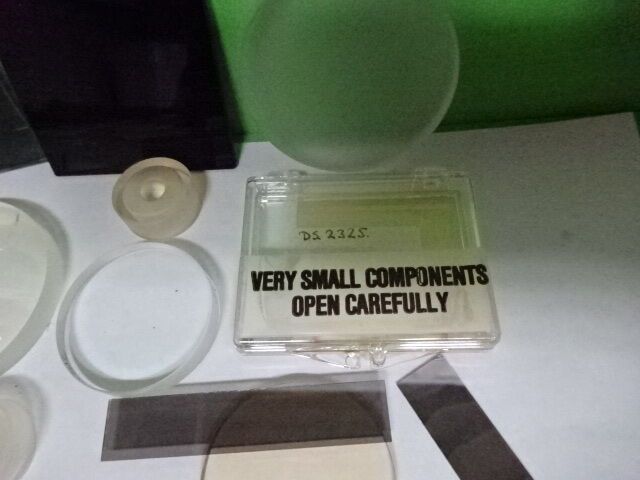 DS 2325.
VERY SMALL COMPONENTS
OPEN CAREFULLY